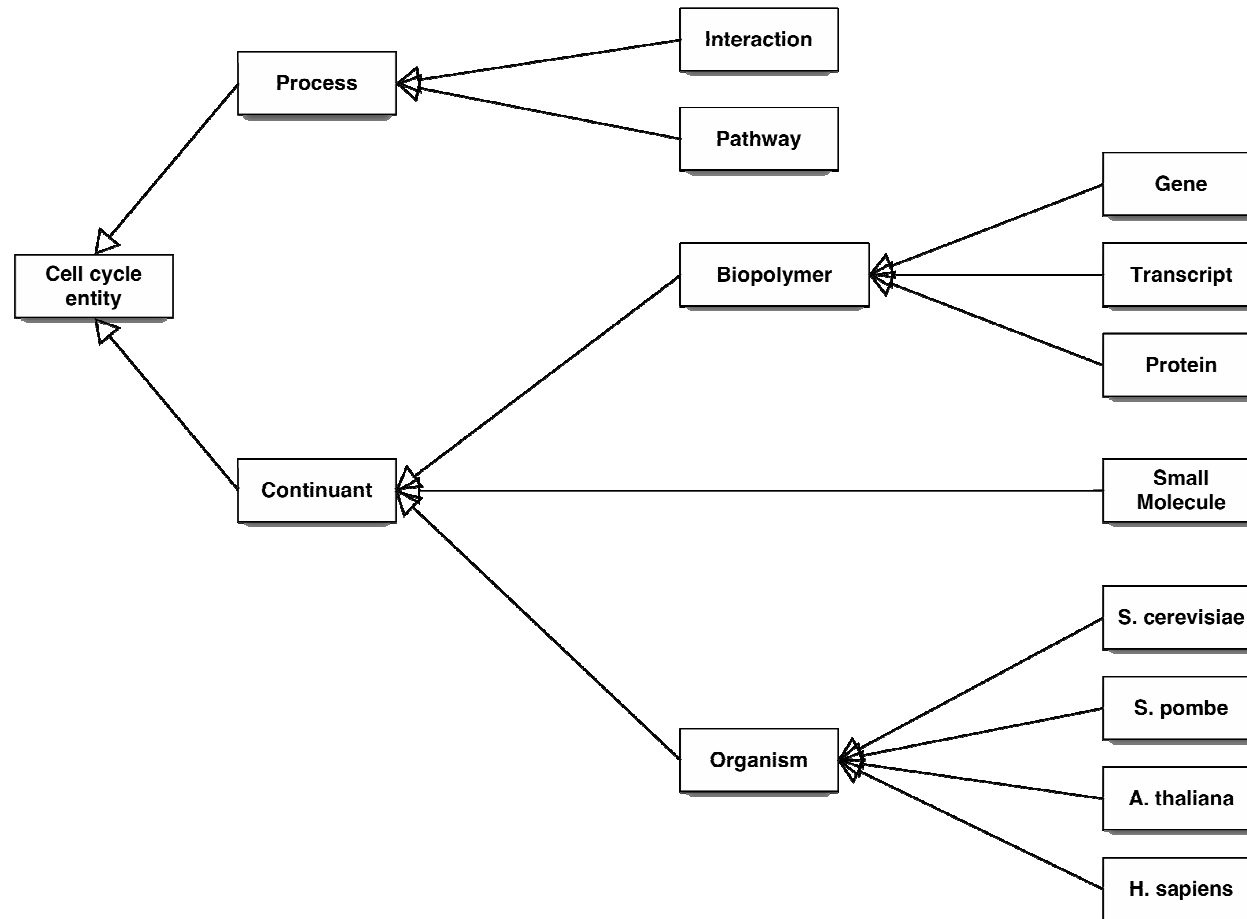 Interaction
Process
Pathway
Gene
Cell cycle
entity
Biopolymer
Transcript
Protein
Continuant
Small
Molecule
S. cerevisiae
S. pombe
Organism
A. thaliana
H. sapiens